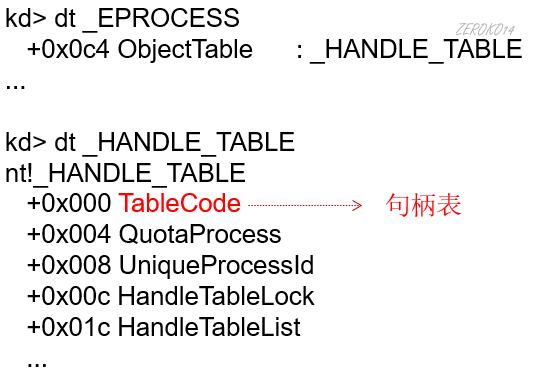 ZEROKO14
kd> dt _EPROCESS
+0x0c4 ObjectTable : _HANDLE_TABLE
...
kd> dt _HANDLE_TABLE
nt!_HANDLE_TABLE
+0x000 TableCode 句柄表
+0x004 QuotaProcess
+0x008 UniqueProcessId
+0x00c HandleTableLock
+0x01c HandleTableList
...